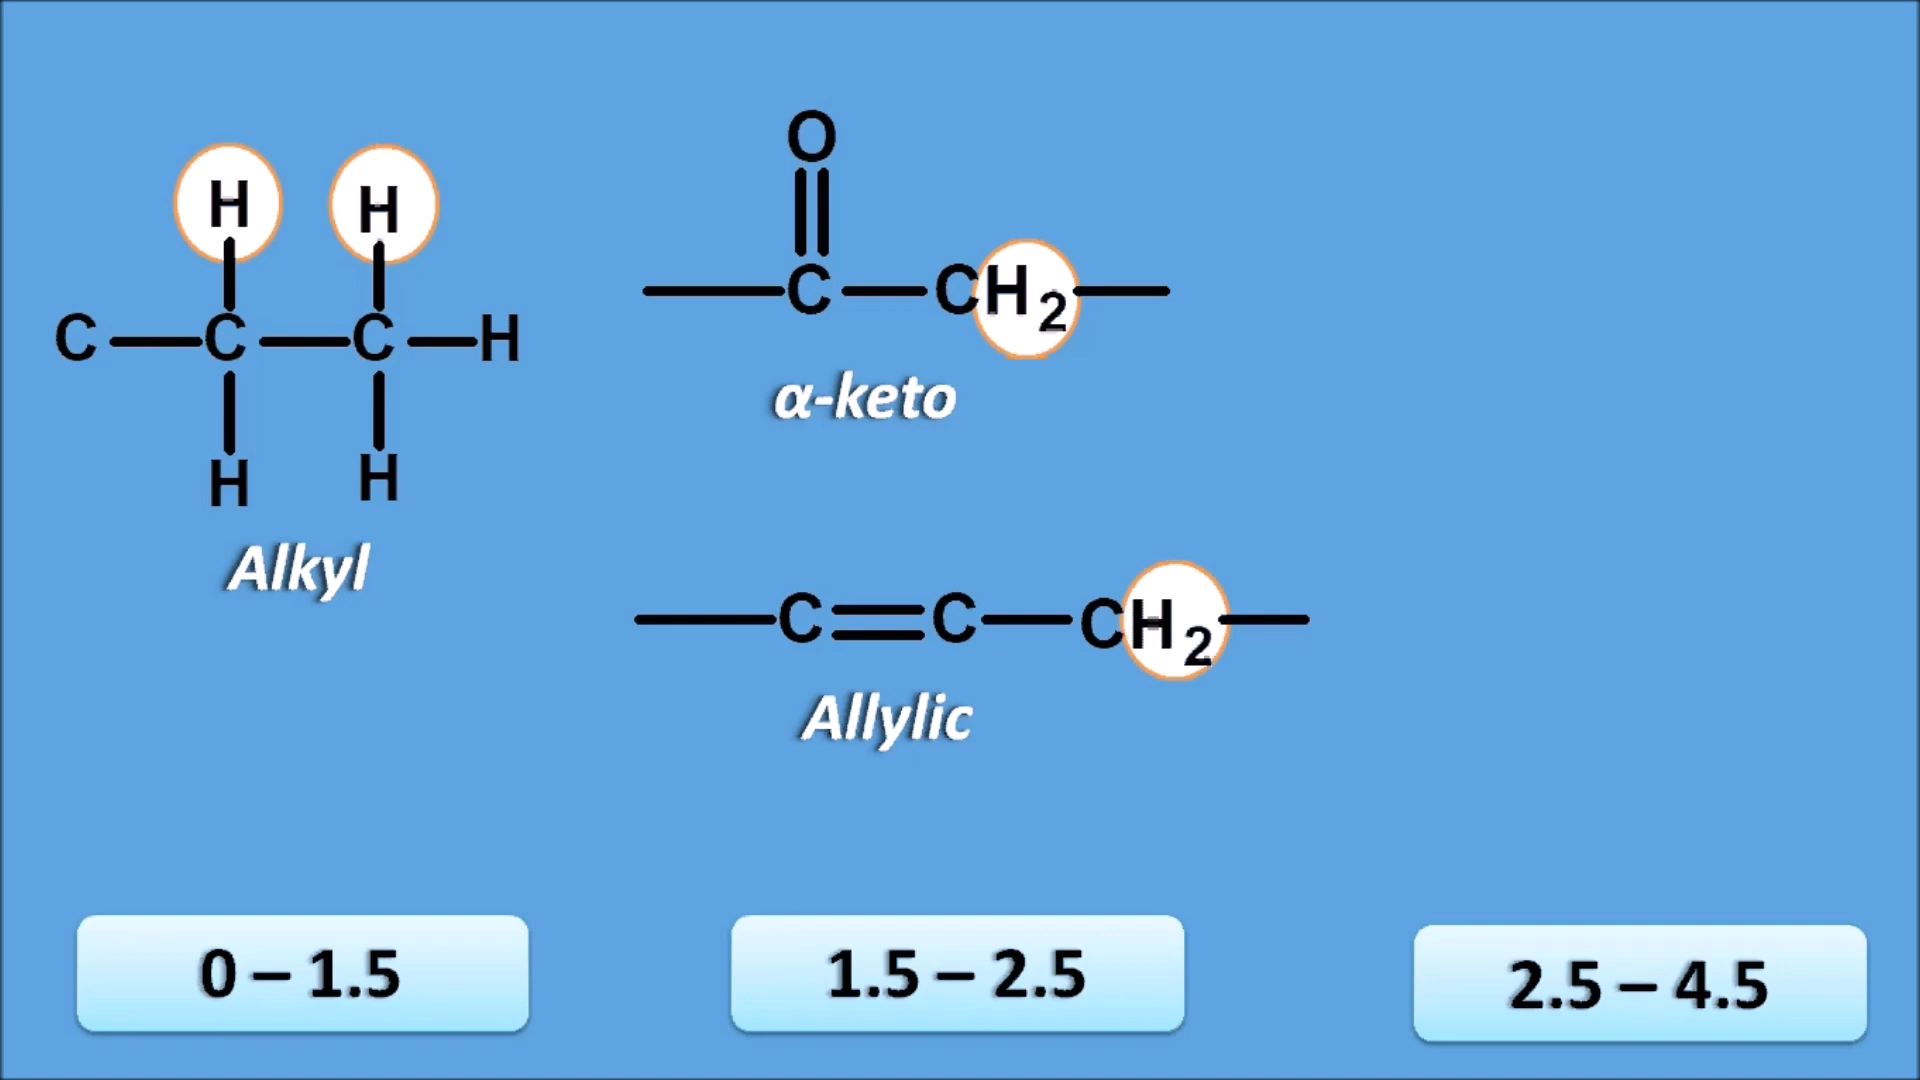 H H
C C C H
H H
Alkyl
O
C CH2
α-keto
C C CH2
Allylic
0 – 1.5
1.5 – 2.5
2.5 – 4.5